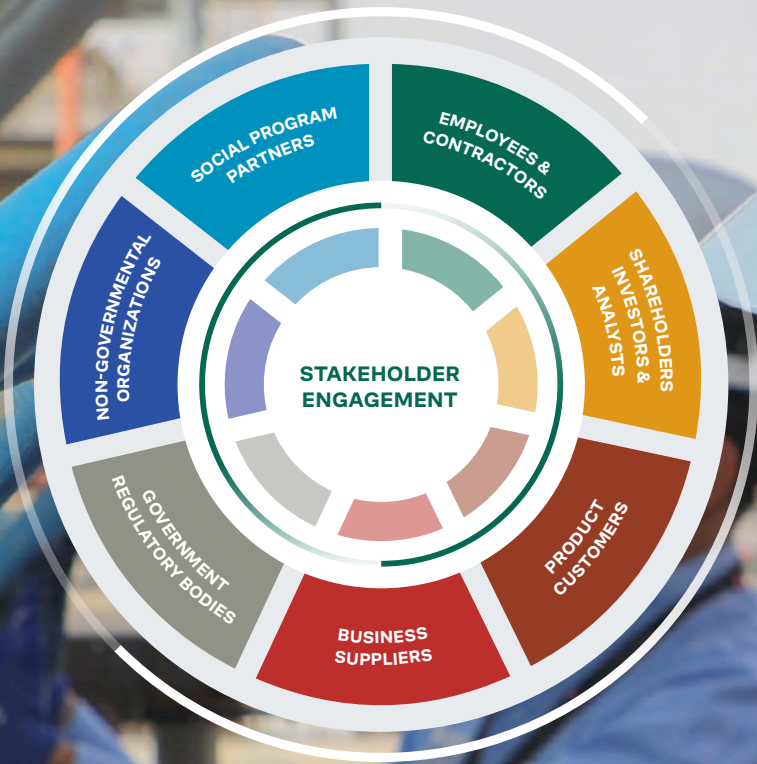 SOCIAL PROGRAM
PARTNERS
EMPLOYEES &
CONTRACTORS
SHAREHOLDERS
INVESTORS &
ANALYSTS
NON-GOVERNMENTAL
ORGANIZATIONS
STAKEHOLDER
ENGAGEMENT
GOVERNMENT
REGULATORY BODIES
PRODUCT
CUSTOMERS
BUSINESS
SUPPLIERS